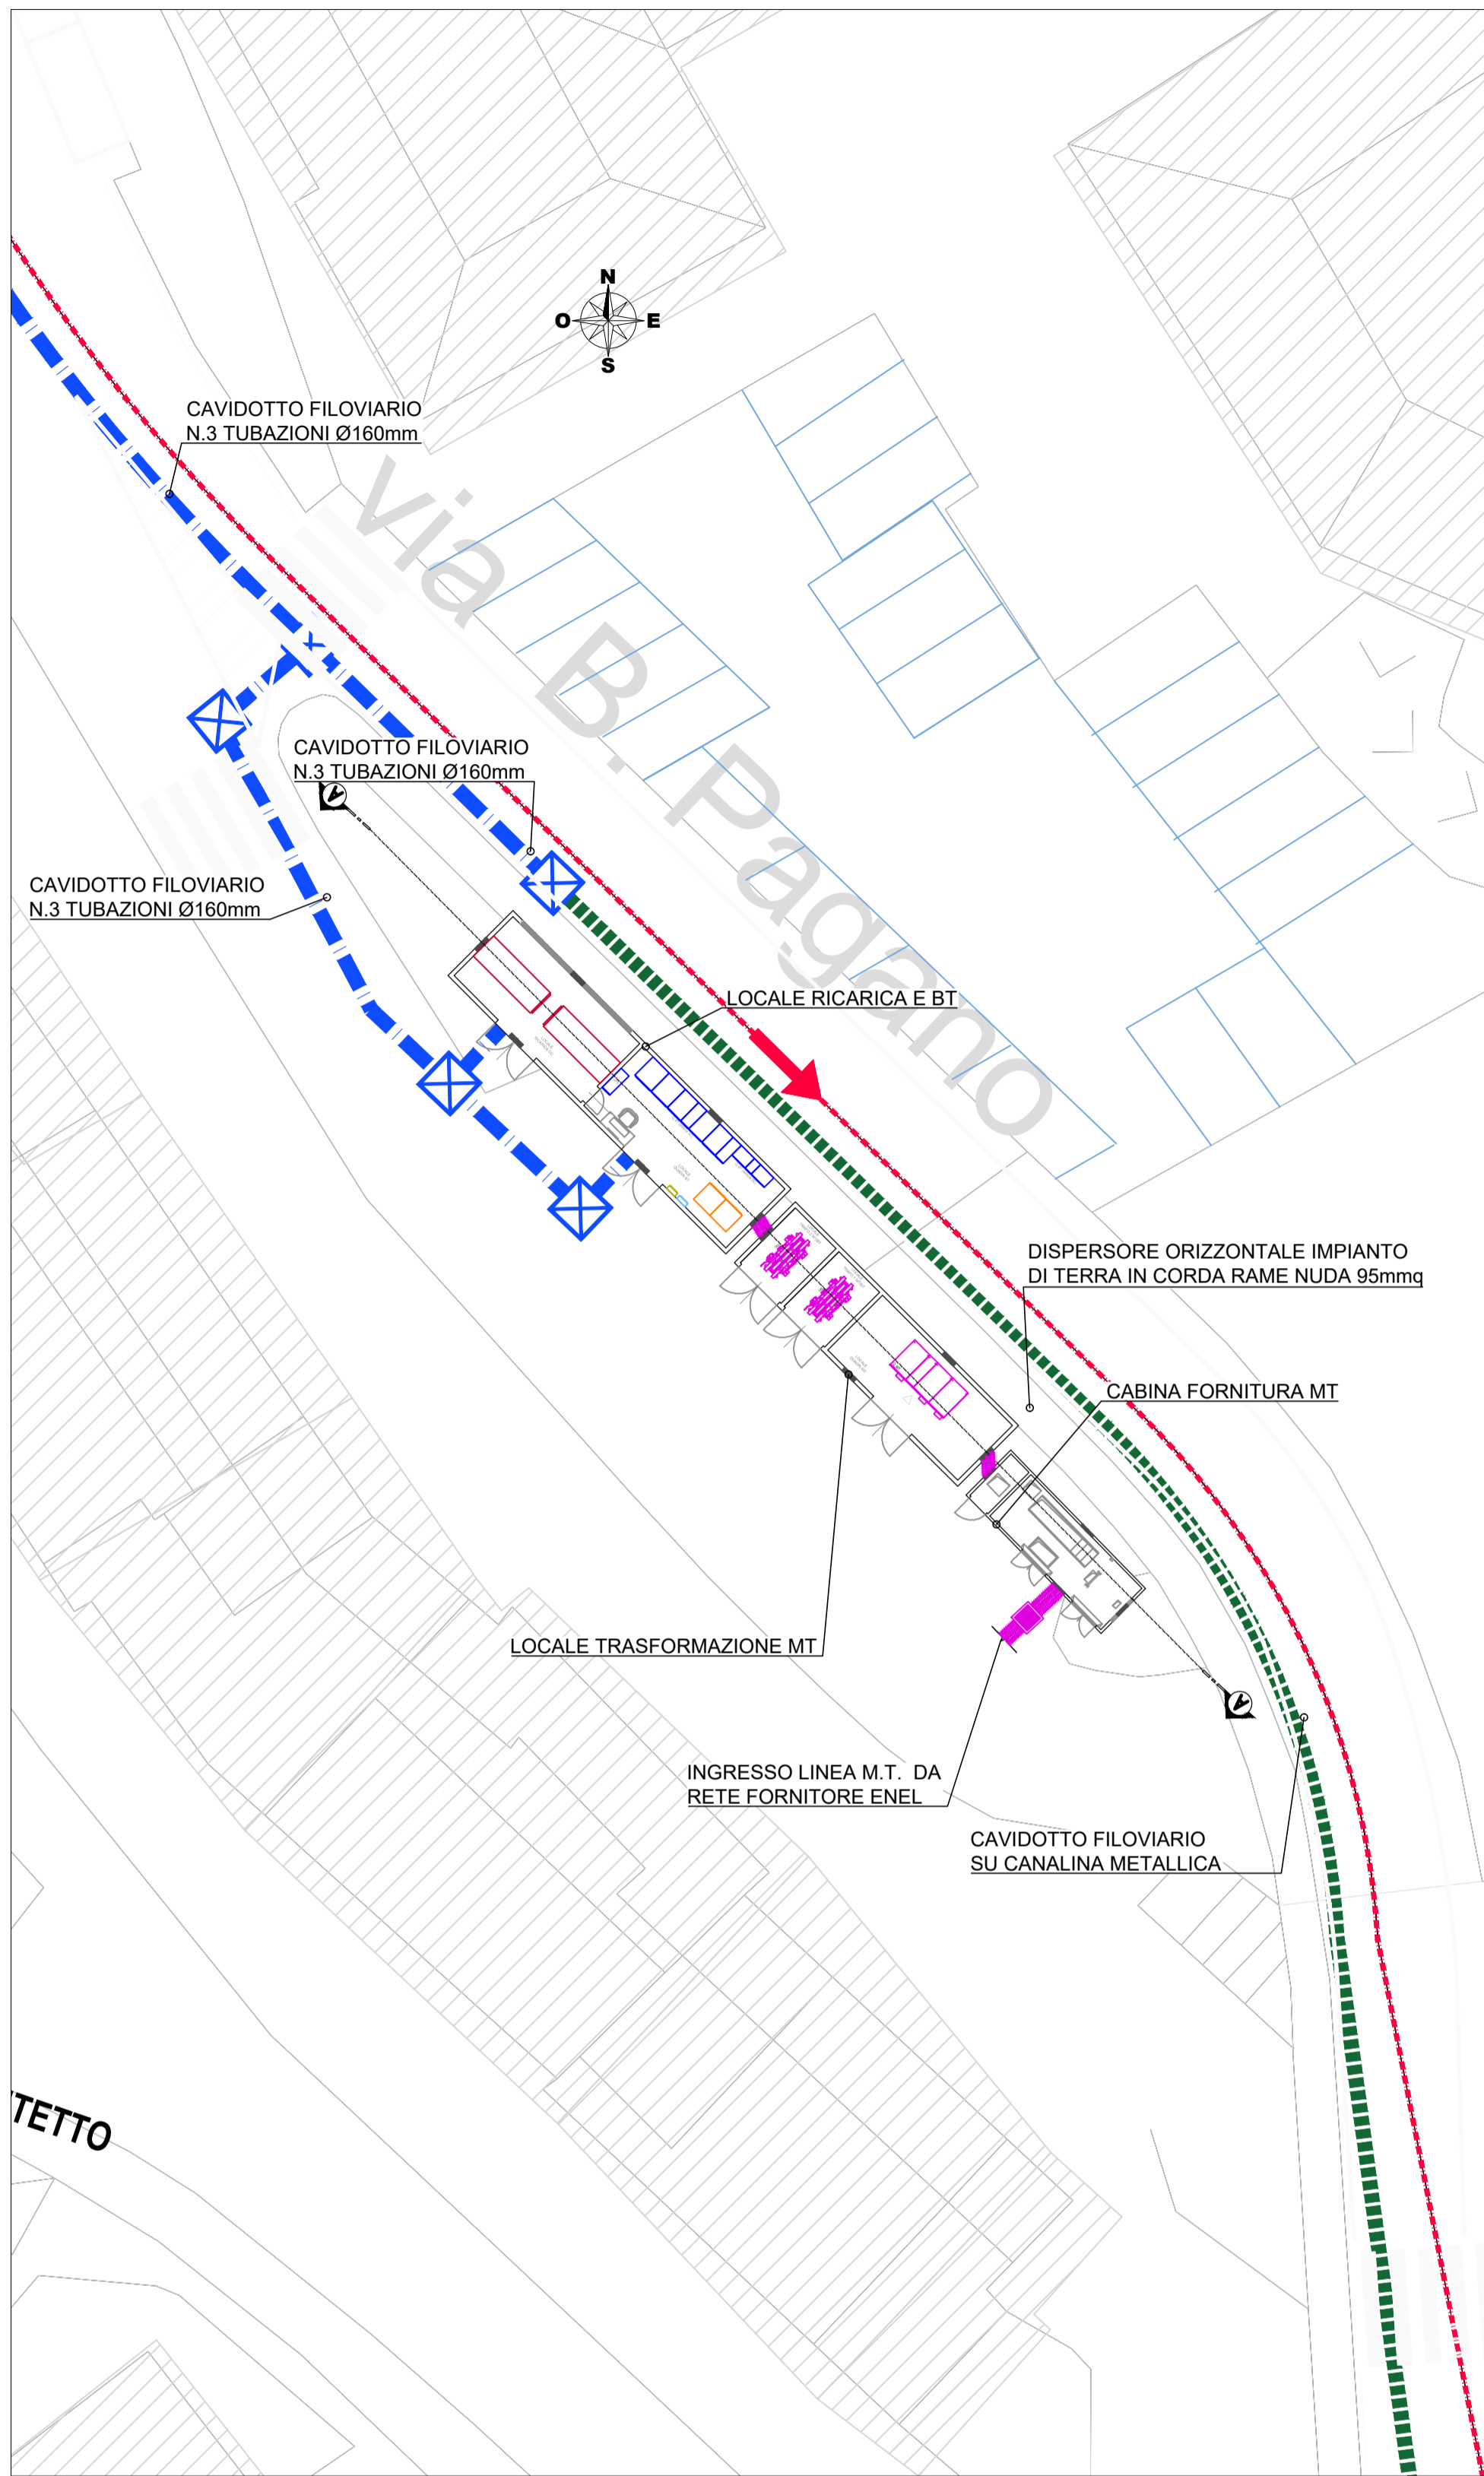 N
O
E
S
CAVIDOTTO FILOVIARIO
N.3 TUBAZIONI Ø160mm
via B. Pagano
CAVIDOTTO FILOVIARIO
N.3 TUBAZIONI Ø160mm
A
CAVIDOTTO FILOVIARIO
N.3 TUBAZIONI Ø160mm
LOCALE RICARICA E BT
DISPERSORE ORIZZONTALE IMPIANTO
DI TERRA IN CORDA RAME NUDA 95mmq
CABINA FORNITURA MT
LOCALE TRASFORMAZIONE MT
A
INGRESSO LINEA M.T. DA
RETE FORNITORE ENEL
CAVIDOTTO FILOVIARIO
SU CANALINA METALLICA
TETTO